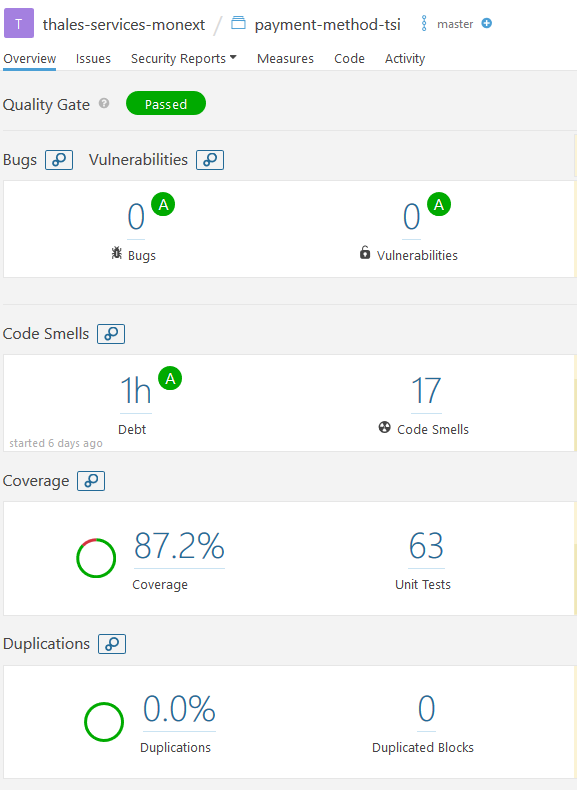 T thales-services-monext / payment-method-tsi master
Overview Issues Security Reports Measures Code Activity
Quality Gate ? Passed
Bugs Vulnerabilities
0 A 0 A
Bugs Vulnerabilities
Code Smells
1h A 17
Debt Code Smells
started 6 days ago
Coverage
87.2% 63
Coverage Unit Tests
Duplications
0.0% 0
Duplications Duplicated Blocks